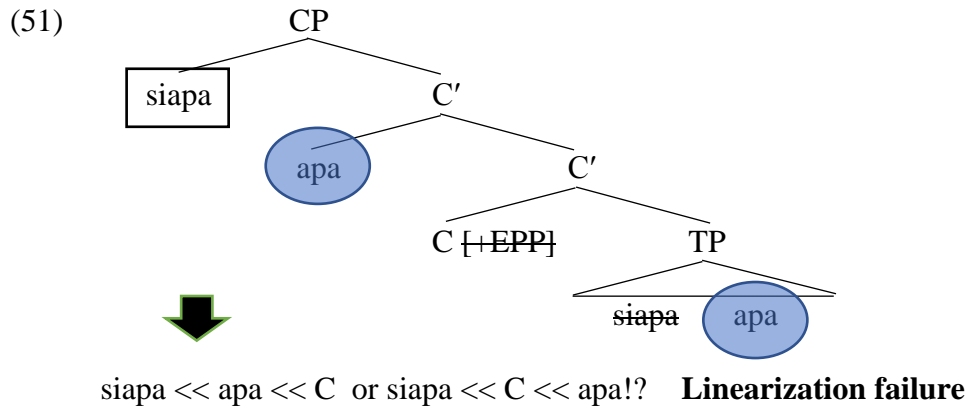 (51) CP
siapa C′
apa C′
C [+EPP] TP
siapa apa
siapa << apa << C or siapa << C << apa!? Linearization failure